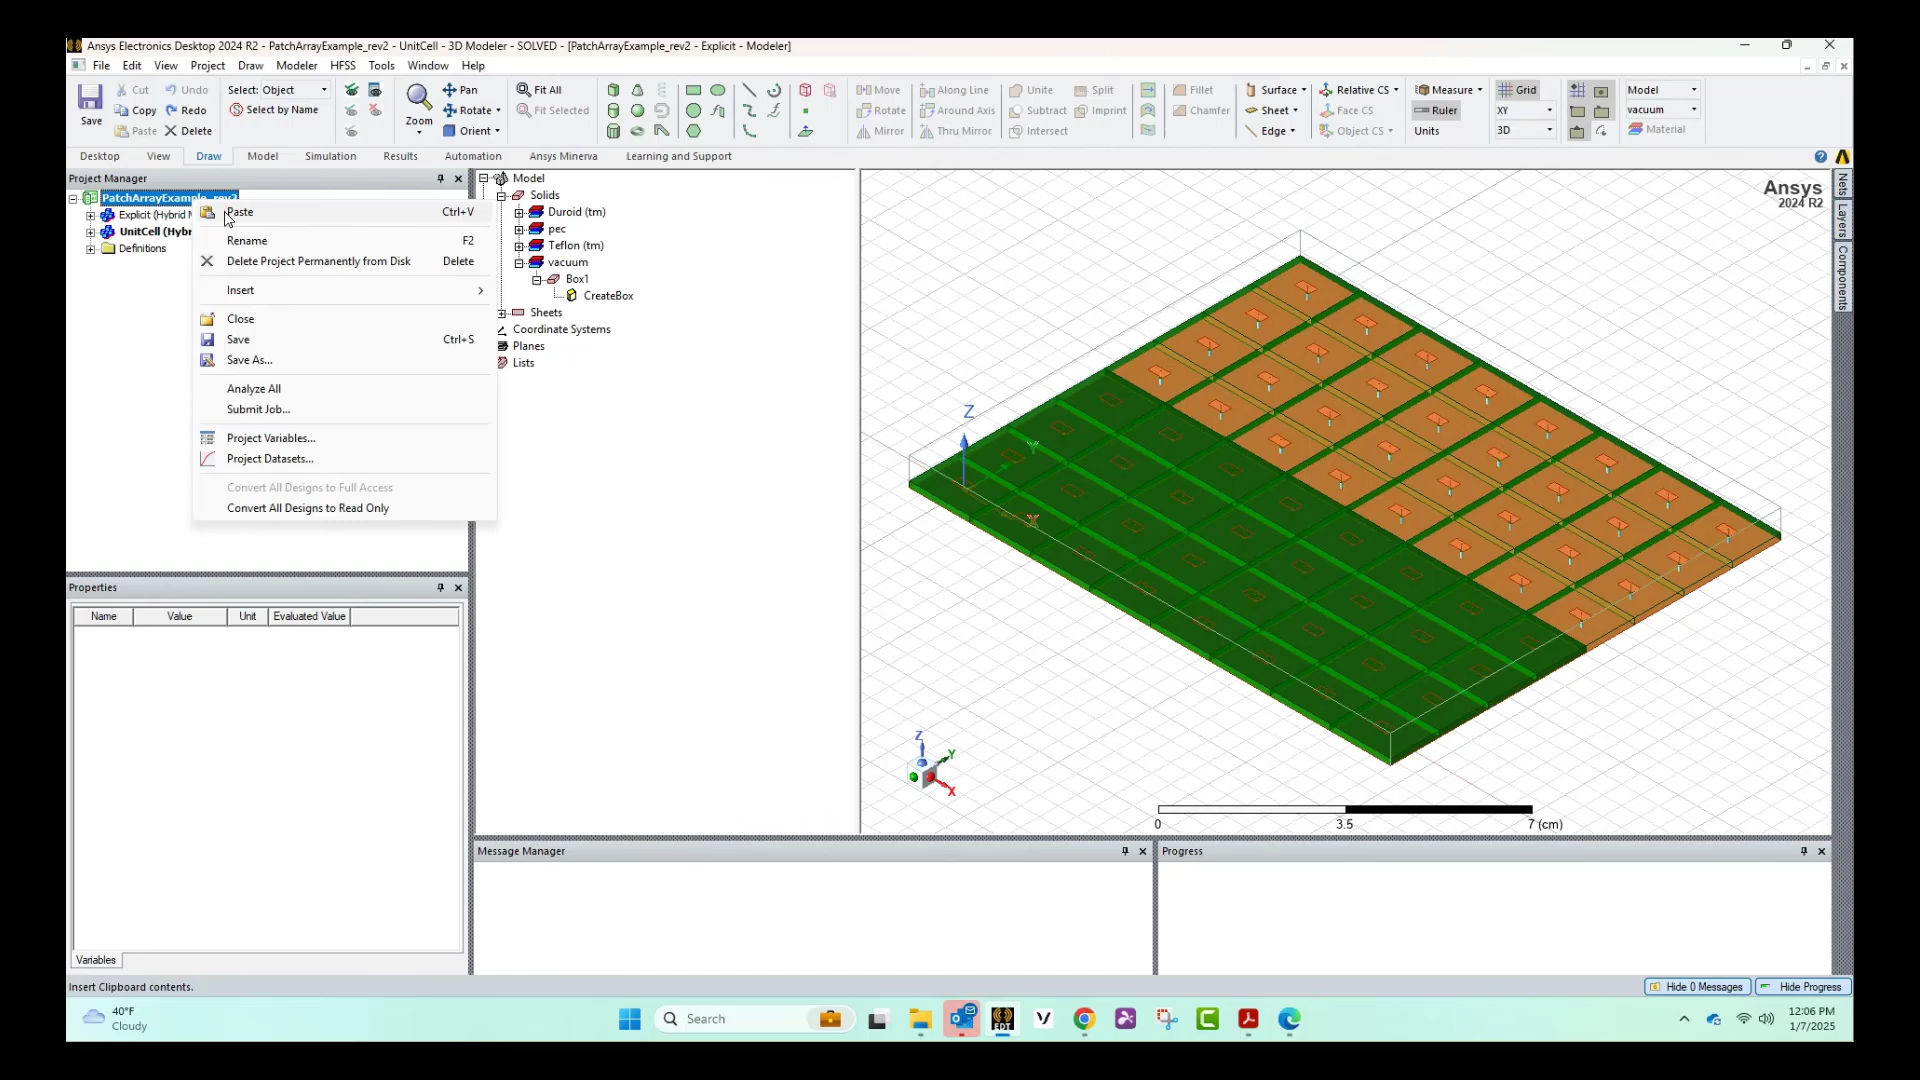 Ansys Electronics Desktop 2024 R2 - PatchArrayExample_rev2 - UnitCell - 3D Modeler - SOLVED - [PatchArrayExample_rev2 - Explicit - Modeler]
File Edit View Project Draw Modeler HFSS Tools Window Help
Save Cut Copy Paste Undo Redo Delete
Select: Object
Select by Name
Zoom Pan Rotate Orient
Fit All
Fit Selected
Move Rotate Mirror
Along Line
Around Axis
Thru Mirror
Unite Subtract Intersect
Split Imprint
Fillet Chamfer
Surface Sheet Edge
Relative CS
Face CS
Object CS
Measure Ruler Units
Grid
XY
3D
Model
vacuum
Material
Desktop View Draw Model Simulation Results Automation Ansys Minerva Learning and Support
Project Manager
PatchArrayExample_rev2
Explicit (Hybrid
UnitCell (Hybr
Definitions
Paste Ctrl+V
Rename F2
Delete Project Permanently from Disk Delete
Insert
Close
Save Ctrl+S
Save As...
Analyze All
Submit Job...
Project Variables...
Project Datasets...
Convert All Designs to Full Access
Convert All Designs to Read Only
Model
Solids
Duroid (tm)
pec
Teflon (tm)
vacuum
Box1
CreateBox
Sheets
Coordinate Systems
Planes
Lists
Ansys
2024 R2
Z
Y
X
Z
Y
X
0 3.5 7 (cm)
Nets
Layers
Components
Properties
Name Value Unit Evaluated Value
Variables
Message Manager
Progress
Insert Clipboard contents.
Hide 0 Messages
Hide Progress
40°F
Cloudy
Search
EDT
12:06 PM
1/7/2025